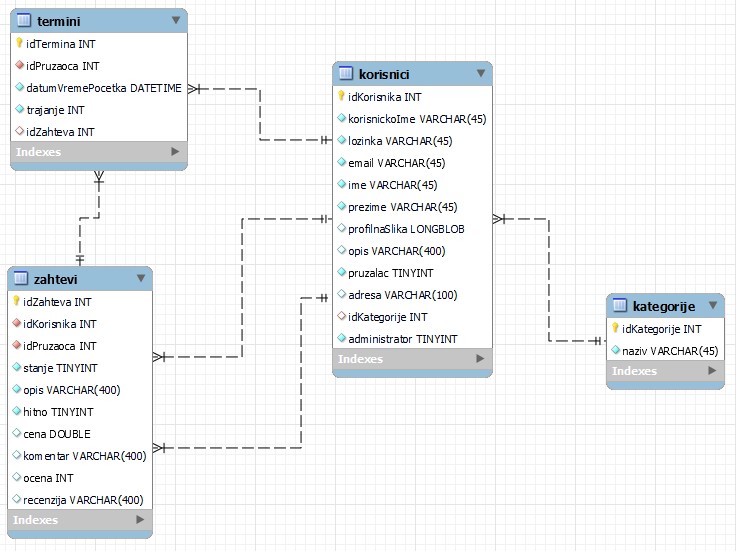 termini
idTermina INT
idPruzaoca INT
datumVremePocetka DATETIME
trajanje INT
idZahteva INT
Indexes
korisnici
idKorisnika INT
korisnickoIme VARCHAR(45)
lozinka VARCHAR(45)
email VARCHAR(45)
ime VARCHAR(45)
prezime VARCHAR(45)
profilnaSlika LONGBLOB
opis VARCHAR(400)
pruzalac TINYINT
adresa VARCHAR(100)
idKategorije INT
administrator TINYINT
Indexes
zahtevi
idZahteva INT
idKorisnika INT
idPruzaoca INT
stanje TINYINT
opis VARCHAR(400)
hitno TINYINT
cena DOUBLE
komentar VARCHAR(400)
ocena INT
recenzija VARCHAR(400)
Indexes
kategorije
idKategorije INT
naziv VARCHAR(45)
Indexes